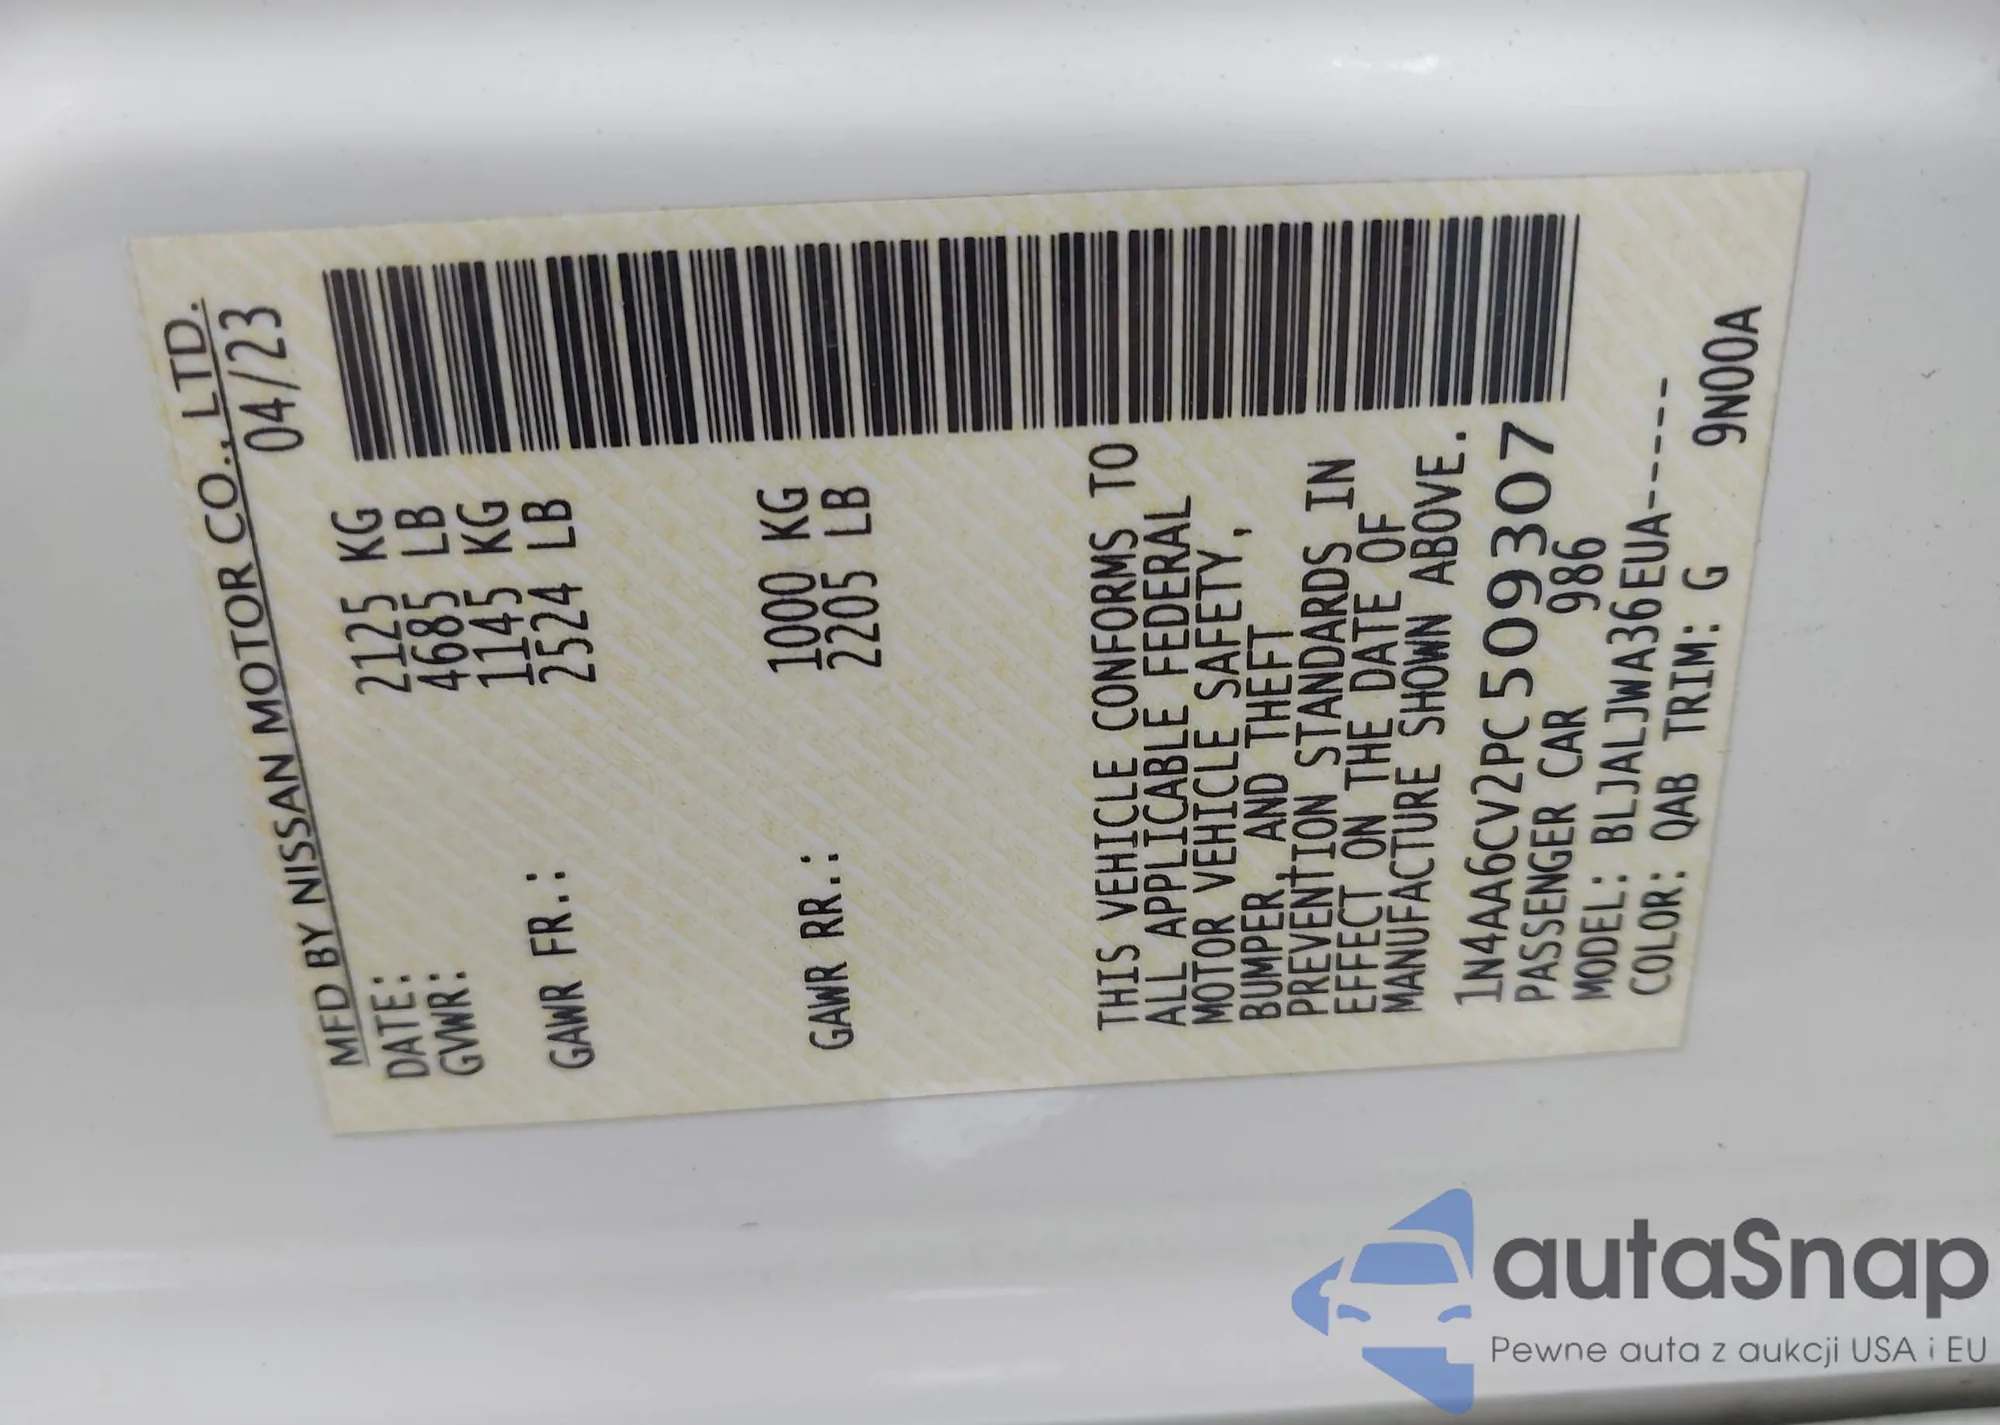 MFD BY NISSAN MOTOR CO., LTD.
DATE: 04/23
GVWR: 2125 KG
4685 LB
GAWR FR.: 1145 KG
2524 LB
GAWR RR.: 1000 KG
2205 LB
THIS VEHICLE CONFORMS TO
ALL APPLICABLE FEDERAL
MOTOR VEHICLE SAFETY,
BUMPER, AND THEFT
PREVENTION STANDARDS IN
EFFECT ON THE DATE OF
MANUFACTURE SHOWN ABOVE.
1N4AA6CV2PC509307
PASSENGER CAR 986
MODEL: BLJALJWA36EUA-----
COLOR: QAB TRIM: G 9N00A
autaSnap
Pewne auta z aukcji USA i EU